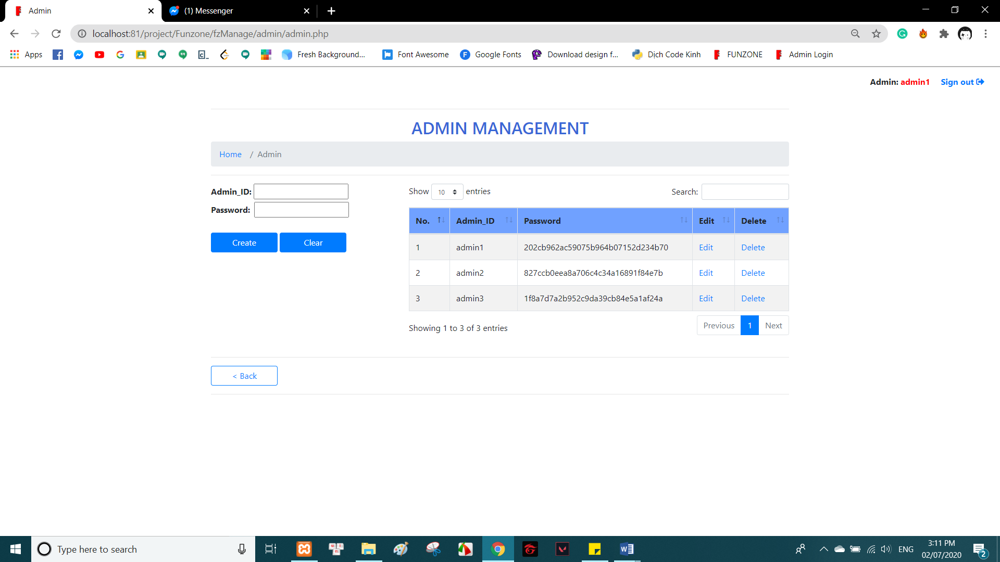 Admin
(1) Messenger
localhost:81/project/Funzone/fzManage/admin/admin.php
Apps
Fresh Background...
Font Awesome
Google Fonts
Download design f...
Dịch Code Kinh
FUNZONE
Admin Login
Admin: admin1 Sign out
ADMIN MANAGEMENT
Home / Admin
Admin_ID:
Password:
Create Clear
Show 10 entries Search:
No. Admin_ID Password Edit Delete
1 admin1 202cb962ac59075b964b07152d234b70 Edit Delete
2 admin2 827ccb0eea8a706c4c34a16891f84e7b Edit Delete
3 admin3 1f8a7d7a2b952c9da39cb84e5a1af24a Edit Delete
Showing 1 to 3 of 3 entries Previous 1 Next
< Back
Type here to search
ENG
3:11 PM
02/07/2020
2